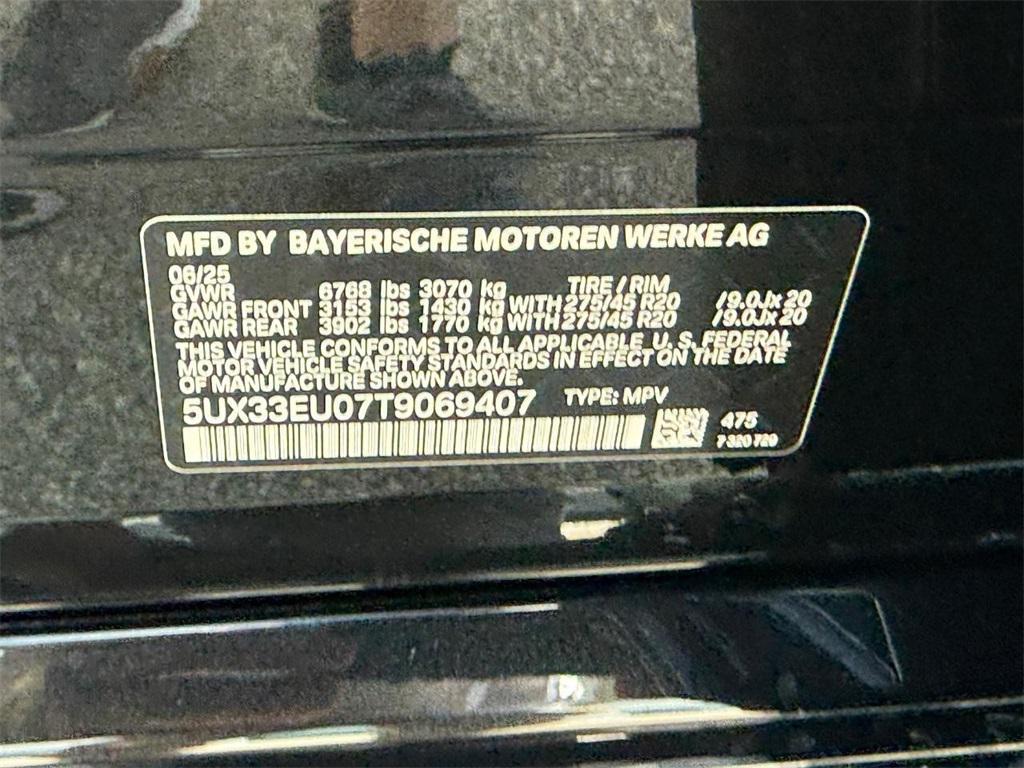 MFD BY BAYERISCHE MOTOREN WERKE AG
06/25
GVWR 6768 lbs 3070 kg TIRE / RIM
GAWR FRONT 3153 lbs 1430 kg WITH 275/45 R20 /9.0Jx20
GAWR REAR 3902 lbs 1770 kg WITH 275/45 R20 /9.0Jx20
THIS VEHICLE CONFORMS TO ALL APPLICABLE U.S. FEDERAL
MOTOR VEHICLE SAFETY STANDARDS IN EFFECT ON THE DATE
OF MANUFACTURE SHOWN ABOVE.
5UX33EU07T9069407 TYPE: MPV
475
7 320 720